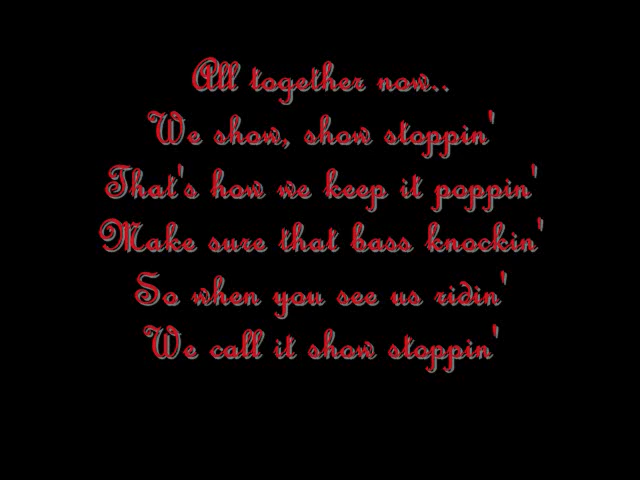 All together now..
We show, show stoppin'
That's how we keep it poppin'
Make sure that bass knockin'
So when you see us ridin'
We call it show stoppin'